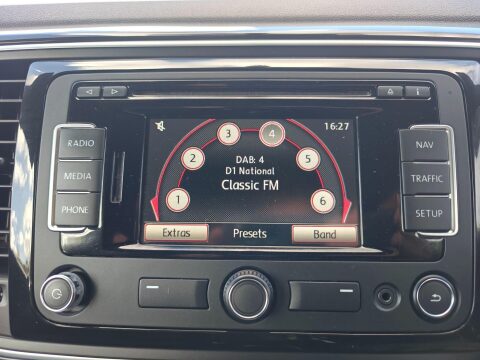 RADIO
MEDIA
PHONE
16:27
1
2
3
4
5
6
DAB: 4
D1 National
Classic FM
Extras
Presets
Band
NAV
TRAFFIC
SETUP
i